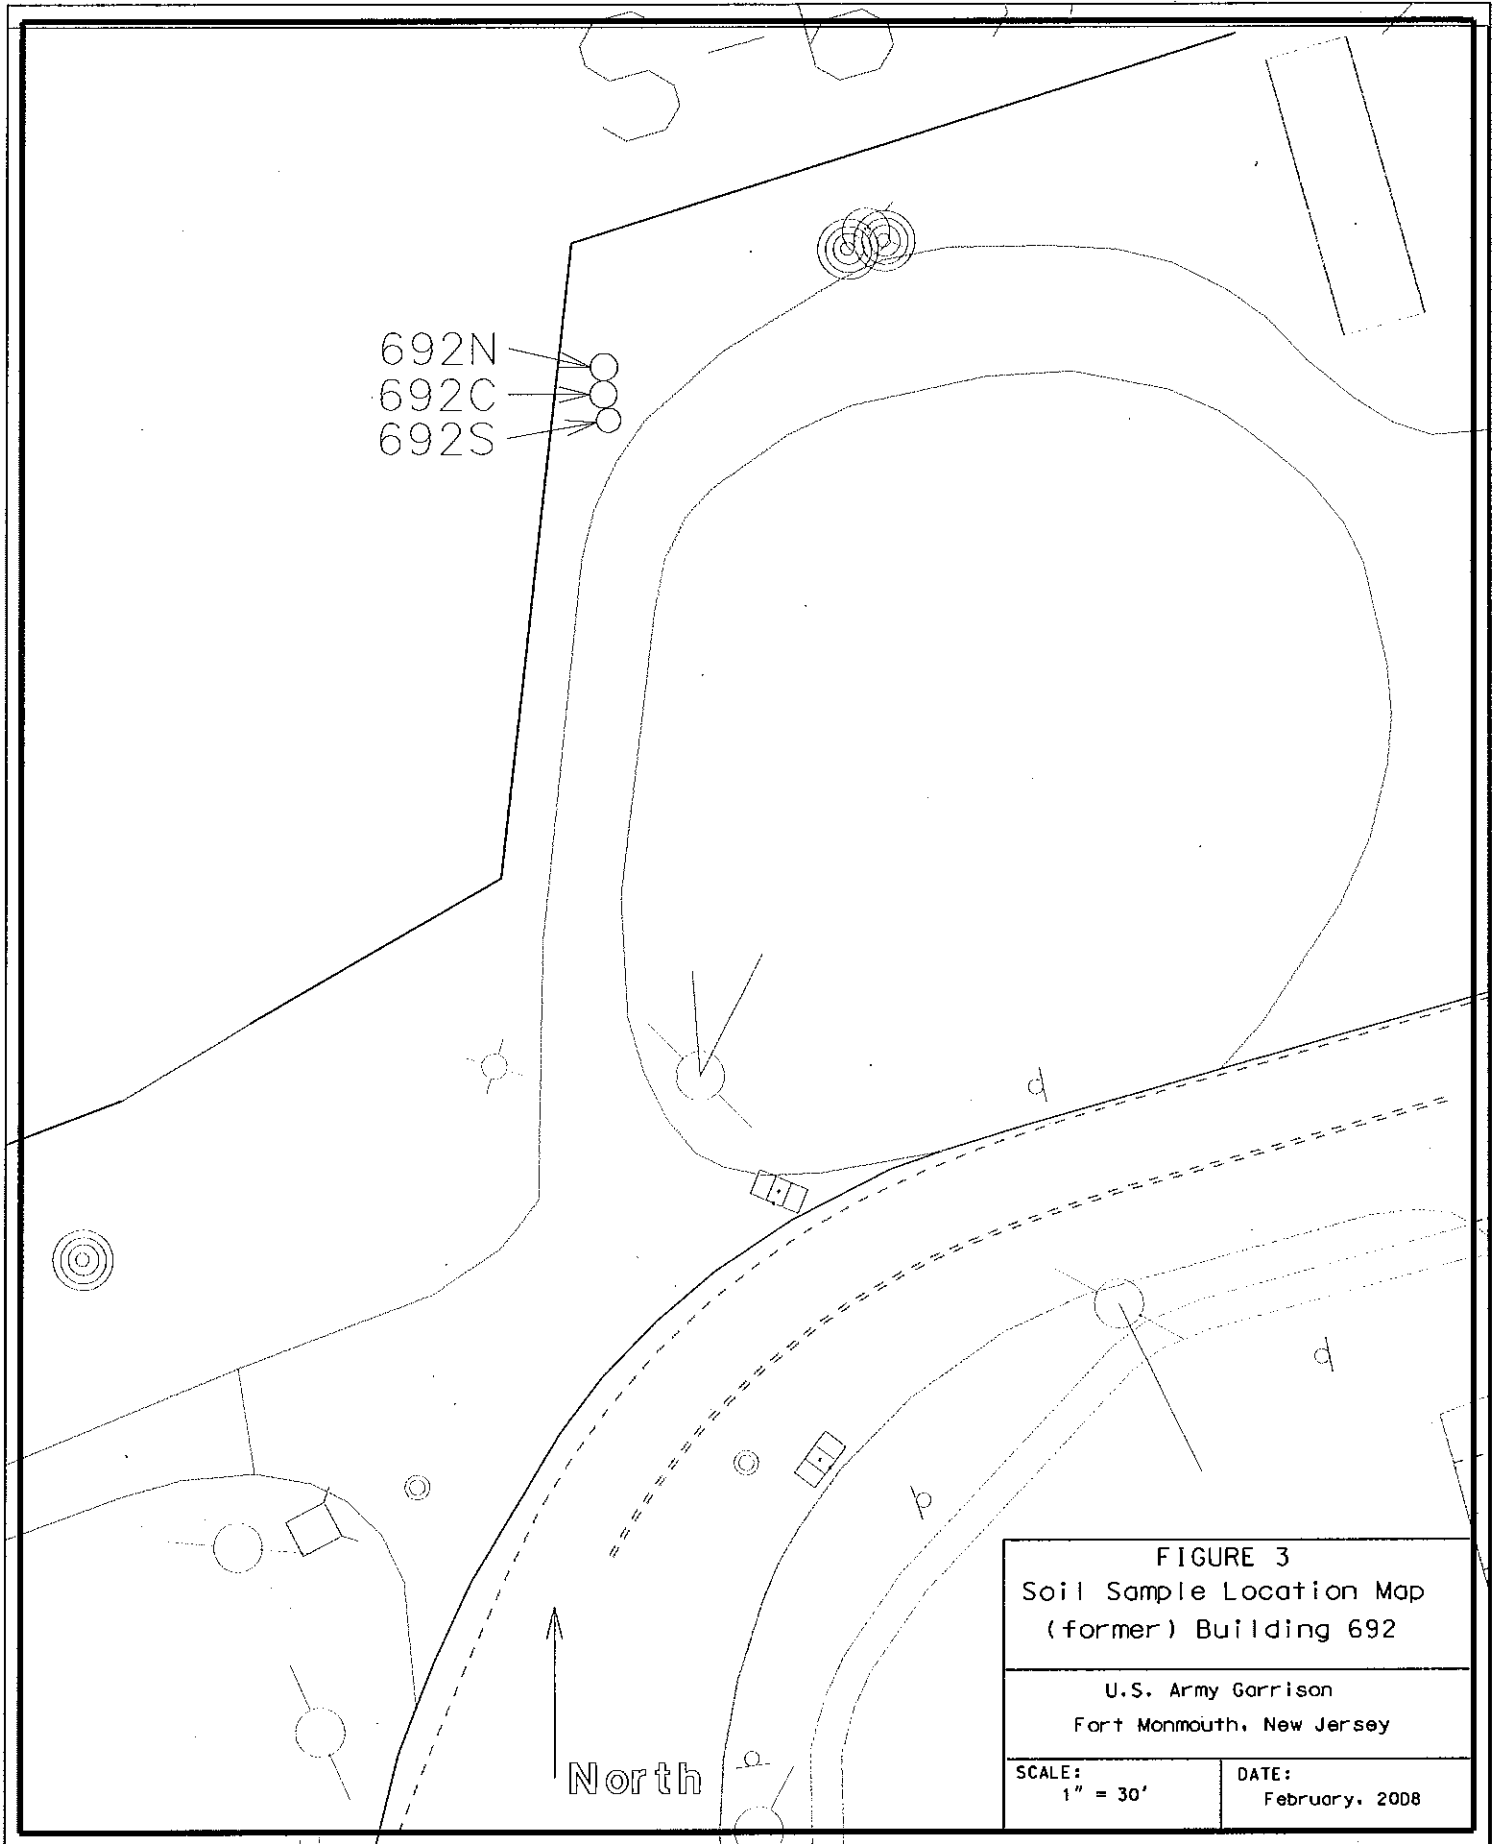 692N
692C
692S
North
FIGURE 3
Soil Sample Location Map
(former) Building 692
U.S. Army Garrison
Fort Monmouth, New Jersey
SCALE:
1" = 30'
DATE:
February, 2008